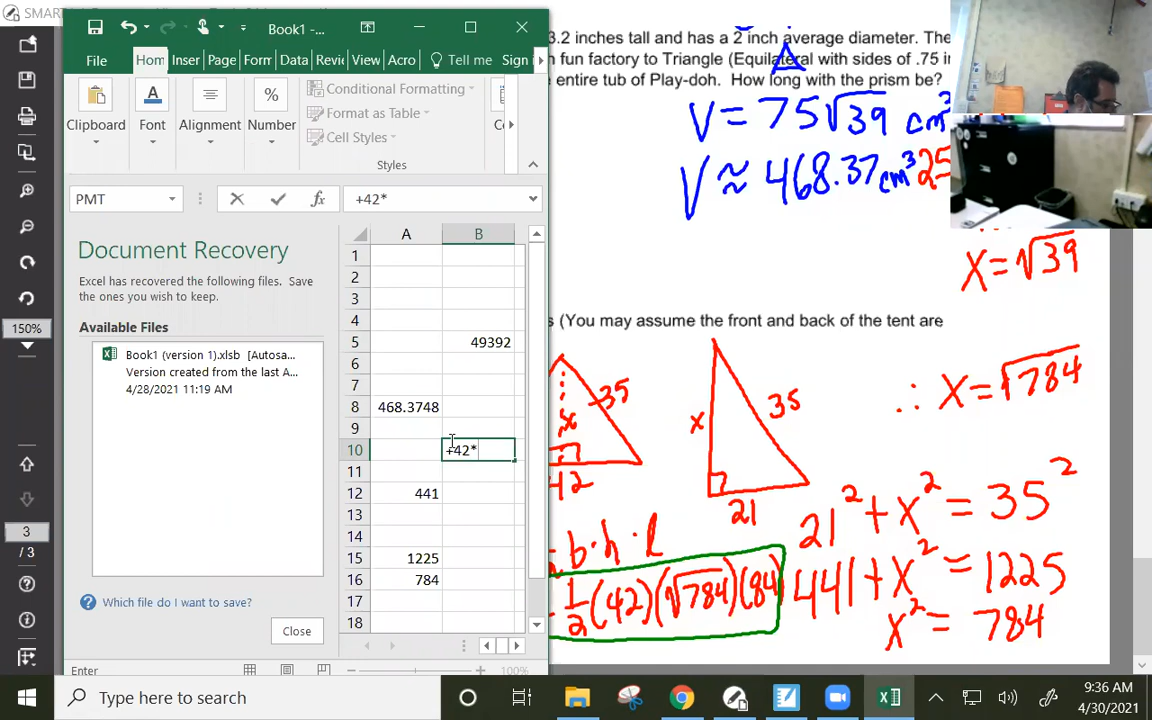 SMART
Book1 -...
File Hom Inser Page Form Data Revie View Acro Tell me Sign
Clipboard Font Alignment Number
Conditional Formatting
Format as Table
Cell Styles
Styles
PMT +42*
Document Recovery
Excel has recovered the following files. Save
the ones you wish to keep.
Available Files
Book1 (version 1).xlsb [Autosa...
Version created from the last A...
4/28/2021 11:19 AM
Which file do I want to save?
Close
150%
3
/ 3
A B
1
2
3
4
5 49392
6
7
8 468.3748
9
10 +42*
11
12 441
13
14
15 1225
16 784
17
18
Enter 100%
3.2 inches tall and has a 2 inch average diameter. The
fun factory to Triangle (Equilateral with sides of .75 in
entire tub of Play-doh. How long with the prism be?
V = 75√39 cm³
V ≈ 468.37 cm³
X = √39
(You may assume the front and back of the tent are
35
x
42
x 35
21
∴ X = √784
21² + x² = 35²
441 + x² = 1225
x² = 784
b · h · l
1/2 (42)(√784)(84)
Type here to search
9:36 AM
4/30/2021